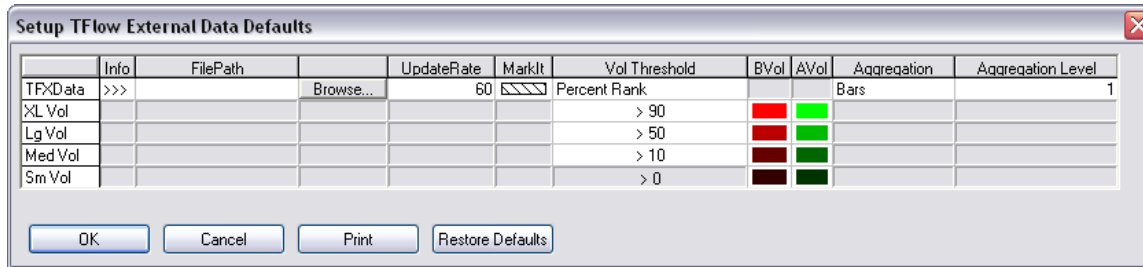 Setup TFlow External Data Defaults
Info FilePath UpdateRate MarkIt Vol Threshold BVol AVol Aggregation Aggregation Level
TFXData >>> Browse... 60 Percent Rank Bars 1
XL Vol > 90
Lg Vol > 50
Med Vol > 10
Sm Vol > 0
OK Cancel Print Restore Defaults